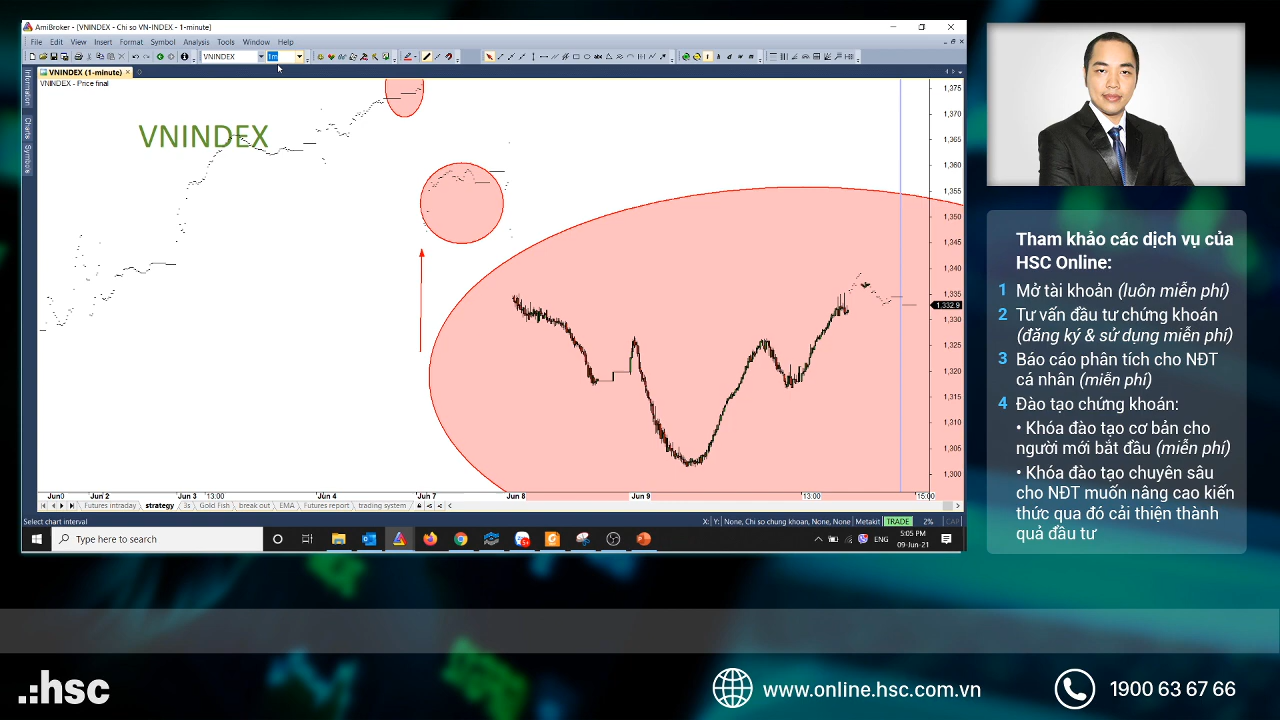 AmiBroker - [VNINDEX - Chi so VN-INDEX - 1-minute]
File Edit View Insert Format Symbol Analysis Tools Window Help
VNINDEX 1m
VNINDEX (1-minute)
VNINDEX - Price final
Information
Charts
Symbols
VNINDEX
1,375
1,370
1,365
1,360
1,355
1,350
1,345
1,340
1,335
1,332.9
1,330
1,325
1,320
1,315
1,310
1,305
1,300
Jun 2 Jun 3 13:00 Jun 4 Jun 7 Jun 8 Jun 9 13:00 15:00
Futures intraday strategy 3s Gold Fish break out EMA Futures report trading system
Select chart interval X: Y: None, Chi so chung khoan, None, None Metakit TRADE 2% CAP
Type here to search
ENG
5:05 PM
09-Jun-21
Tham khảo các dịch vụ của
HSC Online:
1 Mở tài khoản (luôn miễn phí)
2 Tư vấn đầu tư chứng khoán
(đăng ký & sử dụng miễn phí)
3 Báo cáo phân tích cho NĐT
cá nhân (miễn phí)
4 Đào tạo chứng khoán:
• Khóa đào tạo cơ bản cho
người mới bắt đầu (miễn phí)
• Khóa đào tạo chuyên sâu
cho NĐT muốn nâng cao kiến
thức qua đó cải thiện thành
quả đầu tư
.:hsc
www.online.hsc.com.vn
1900 63 67 66